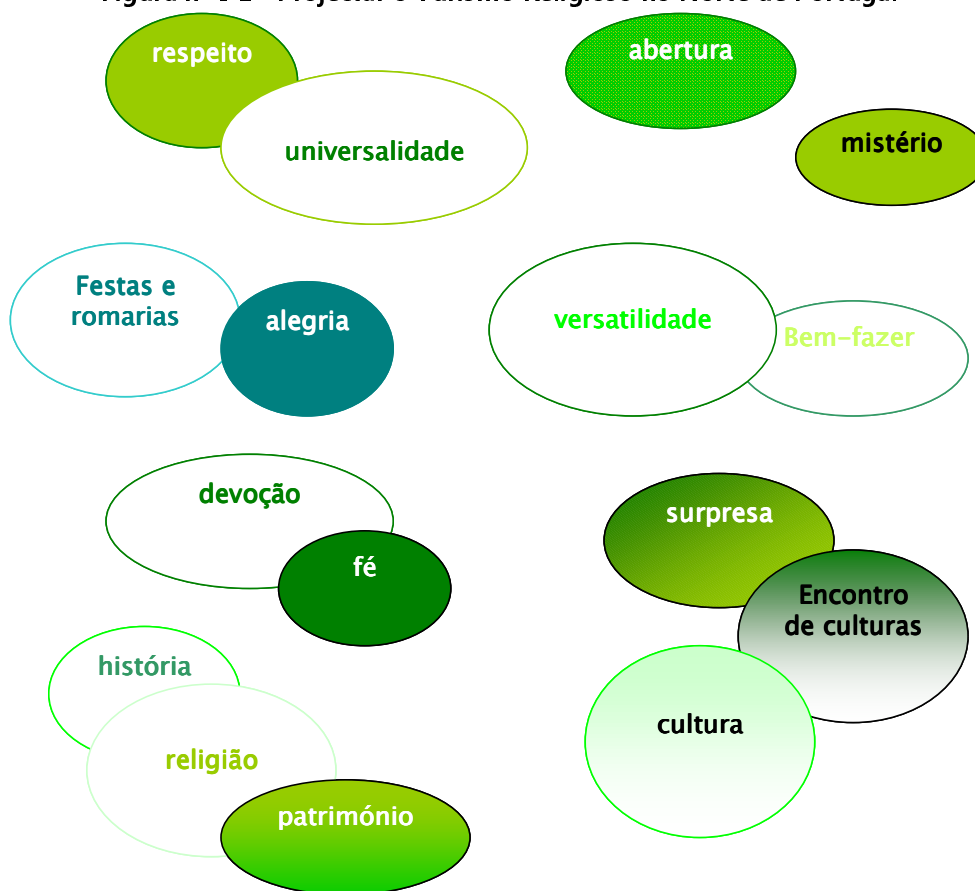 respeito
abertura
mistério
universalidade
Festas e
romarias
alegria
versatilidade
Bem-fazer
devoção
surpresa
fé
Encontro
de culturas
história
cultura
religião
património